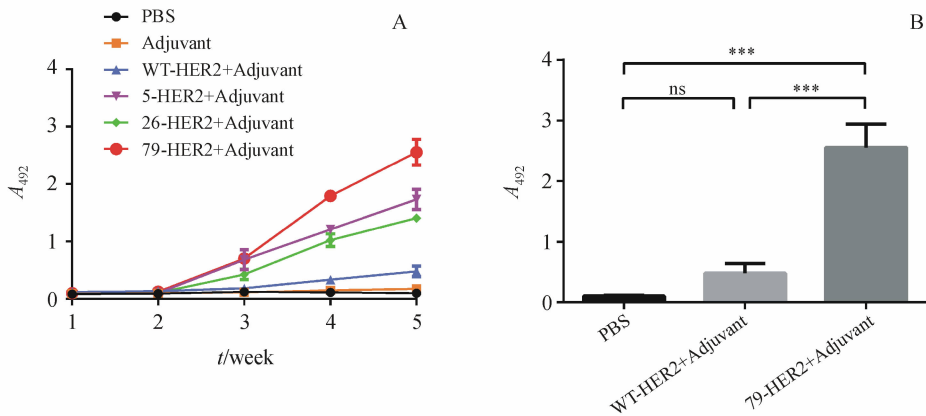 PBS
Adjuvant
WT-HER2+Adjuvant
5-HER2+Adjuvant
26-HER2+Adjuvant
79-HER2+Adjuvant
A
4
3
2
1
0
A492
1 2 3 4 5
t/week
B
***
ns ***
4
3
2
1
0
A492
PBS
WT-HER2+Adjuvant
79-HER2+Adjuvant